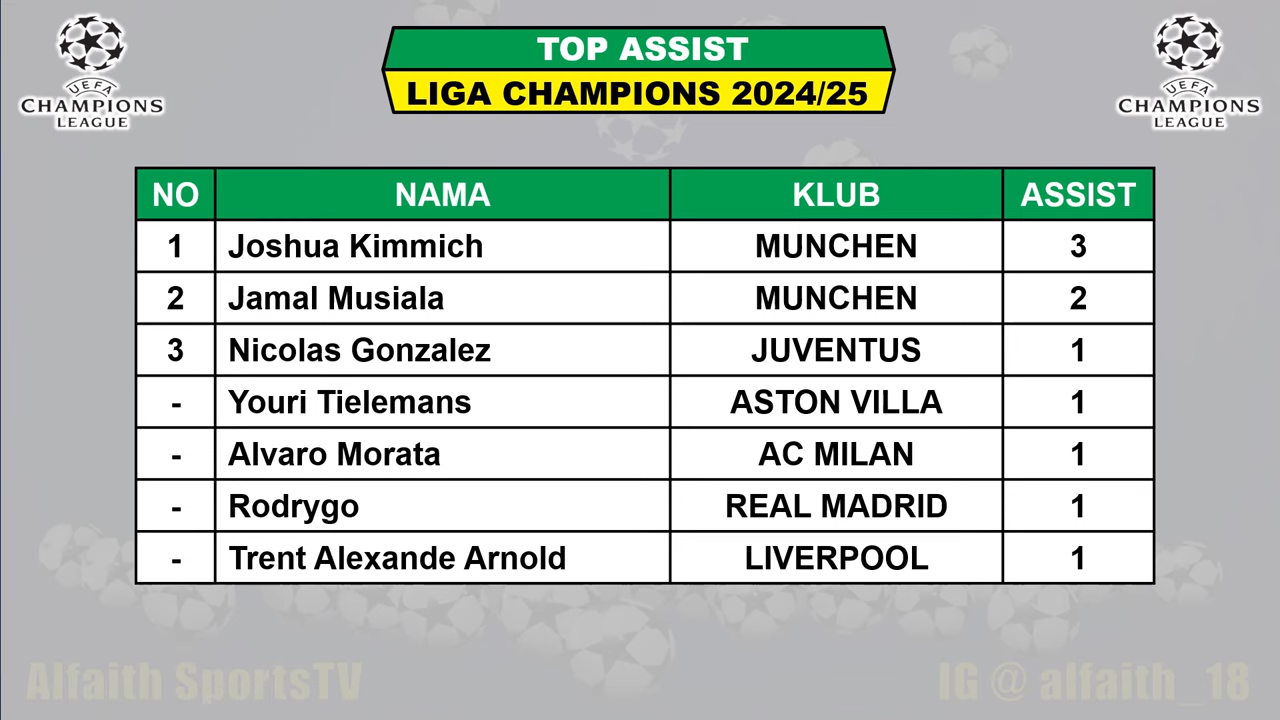 UEFA
CHAMPIONS
LEAGUE
TOP ASSIST
LIGA CHAMPIONS 2024/25
UEFA
CHAMPIONS
LEAGUE
NO NAMA KLUB ASSIST
1 Joshua Kimmich MUNCHEN 3
2 Jamal Musiala MUNCHEN 2
3 Nicolas Gonzalez JUVENTUS 1
- Youri Tielemans ASTON VILLA 1
- Alvaro Morata AC MILAN 1
- Rodrygo REAL MADRID 1
- Trent Alexande Arnold LIVERPOOL 1
Alfaith SportsTV IG @ alfaith_18